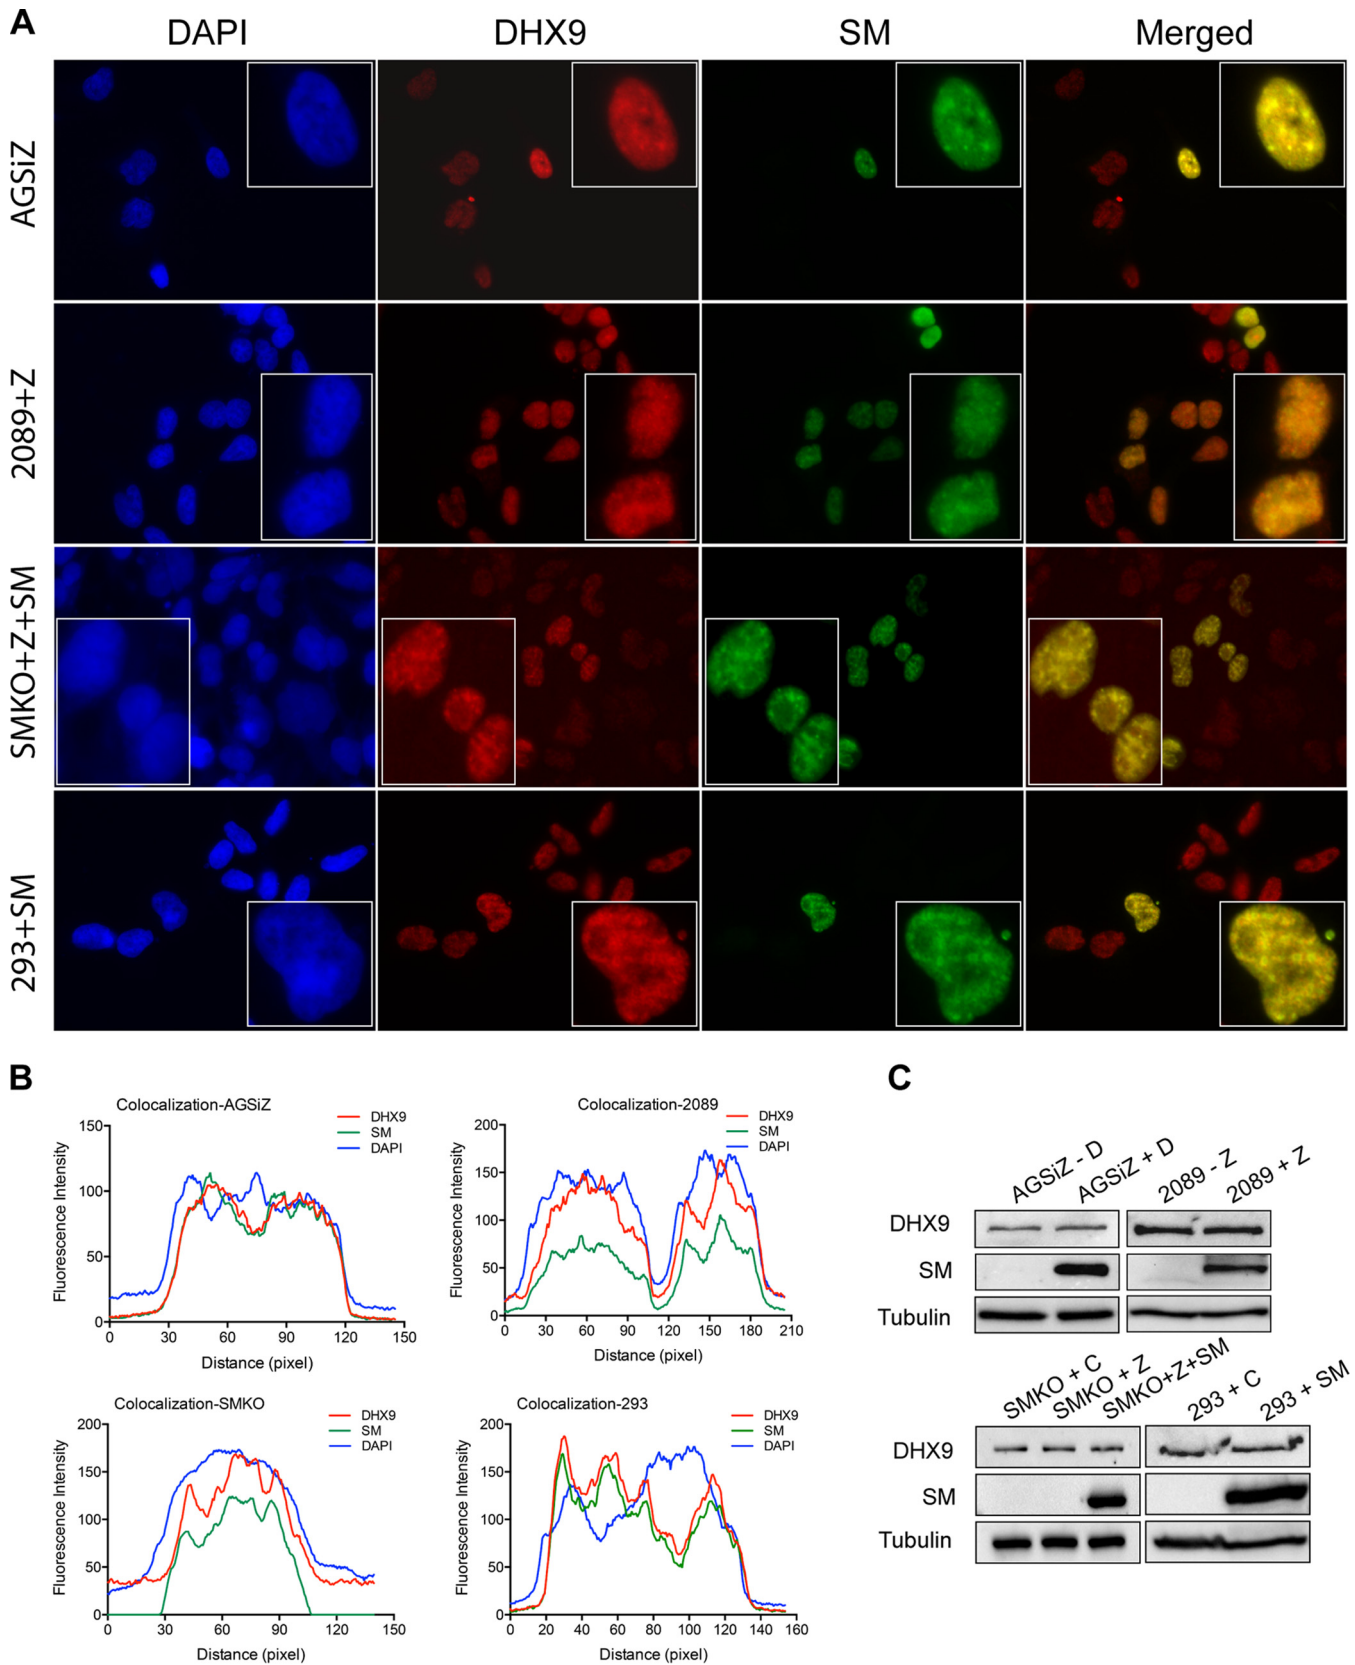 A
DAPI DHX9 SM Merged
AGSiZ
2089+Z
SMKO+Z+SM
293+SM
B
Colocalization-AGSiZ
DHX9
SM
DAPI
Fluorescence Intensity
150
100
50
0
0 30 60 90 120 150
Distance (pixel)
Colocalization-2089
DHX9
SM
DAPI
Fluorescence Intensity
200
150
100
50
0
0 30 60 90 120 150 180 210
Distance (pixel)
Colocalization-SMKO
DHX9
SM
DAPI
Fluorescence Intensity
200
150
100
50
0
0 30 60 90 120 150
Distance (pixel)
Colocalization-293
DHX9
SM
DAPI
Fluorescence Intensity
200
150
100
50
0
0 20 40 60 80 100 120 140 160
Distance (pixel)
C
AGSiZ - D
AGSiZ + D
2089 - Z
2089 + Z
DHX9
SM
Tubulin
SMKO + C
SMKO + Z
SMKO+Z+SM
293 + C
293 + SM
DHX9
SM
Tubulin